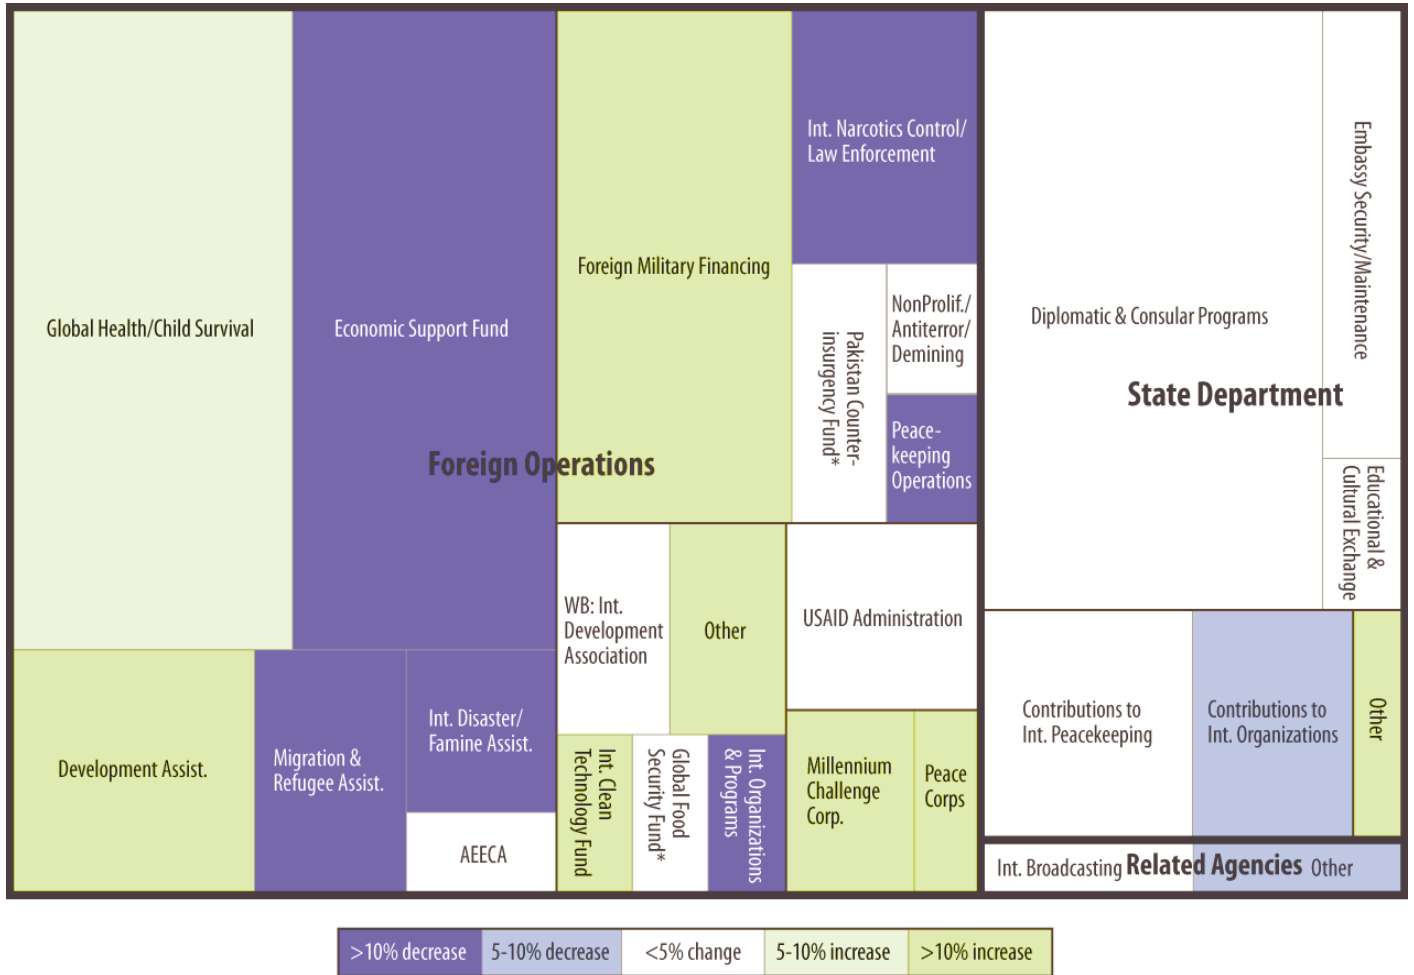 Global Health/Child Survival
Economic Support Fund
Foreign Military Financing
Int. Narcotics Control/
Law Enforcement
Pakistan Counter-
insurgency Fund*
NonProlif./
Antiterror/
Demining
Peace-
keeping
Operations
Foreign Operations
Diplomatic & Consular Programs
Embassy Security/Maintenance
State Department
Educational &
Cultural Exchange
Development Assist.
Migration &
Refugee Assist.
Int. Disaster/
Famine Assist.
AEECA
WB: Int.
Development
Association
Other
USAID Administration
Int. Clean
Technology Fund
Global Food
Security Fund*
Int. Organizations
& Programs
Millennium
Challenge
Corp.
Peace
Corps
Contributions to
Int. Peacekeeping
Contributions to
Int. Organizations
Other
Int. Broadcasting
Related Agencies
Other
>10% decrease
5-10% decrease
<5% change
5-10% increase
>10% increase